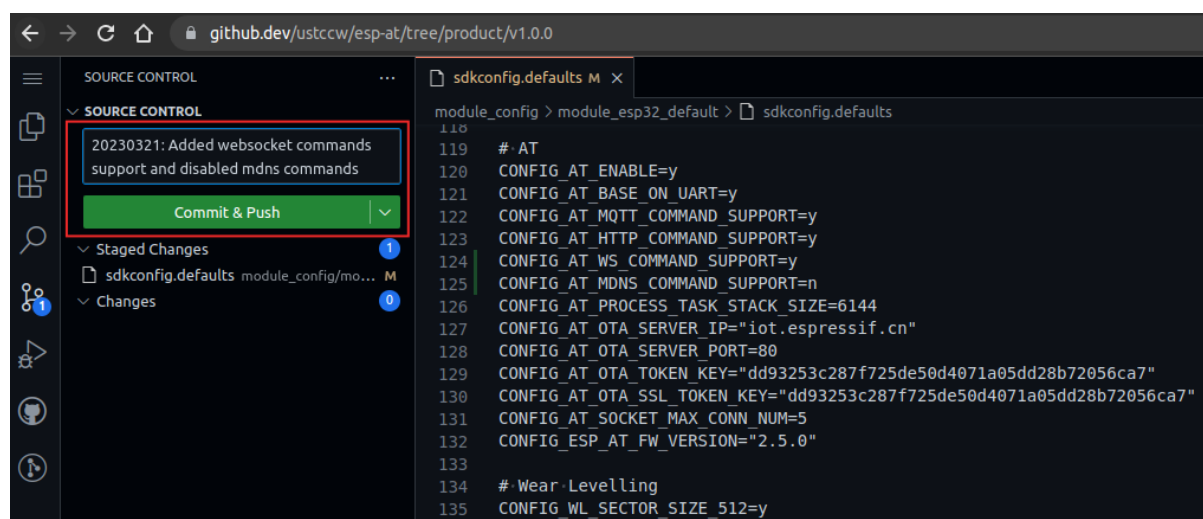 github.dev/ustccw/esp-at/tree/product/v1.0.0
SOURCE CONTROL ...
SOURCE CONTROL
20230321: Added websocket commands
support and disabled mdns commands
Commit & Push
Staged Changes 1
sdkconfig.defaults module_config/mo... M
Changes 0
1
sdkconfig.defaults M ×
module_config > module_esp32_default > sdkconfig.defaults
118
119 #·AT
120 CONFIG_AT_ENABLE=y
121 CONFIG_AT_BASE_ON_UART=y
122 CONFIG_AT_MQTT_COMMAND_SUPPORT=y
123 CONFIG_AT_HTTP_COMMAND_SUPPORT=y
124 CONFIG_AT_WS_COMMAND_SUPPORT=y
125 CONFIG_AT_MDNS_COMMAND_SUPPORT=n
126 CONFIG_AT_PROCESS_TASK_STACK_SIZE=6144
127 CONFIG_AT_OTA_SERVER_IP="iot.espressif.cn"
128 CONFIG_AT_OTA_SERVER_PORT=80
129 CONFIG_AT_OTA_TOKEN_KEY="dd93253c287f725de50d4071a05dd28b72056ca7"
130 CONFIG_AT_OTA_SSL_TOKEN_KEY="dd93253c287f725de50d4071a05dd28b72056ca7"
131 CONFIG_AT_SOCKET_MAX_CONN_NUM=5
132 CONFIG_ESP_AT_FW_VERSION="2.5.0"
133
134 #·Wear·Levelling
135 CONFIG_WL_SECTOR_SIZE_512=y